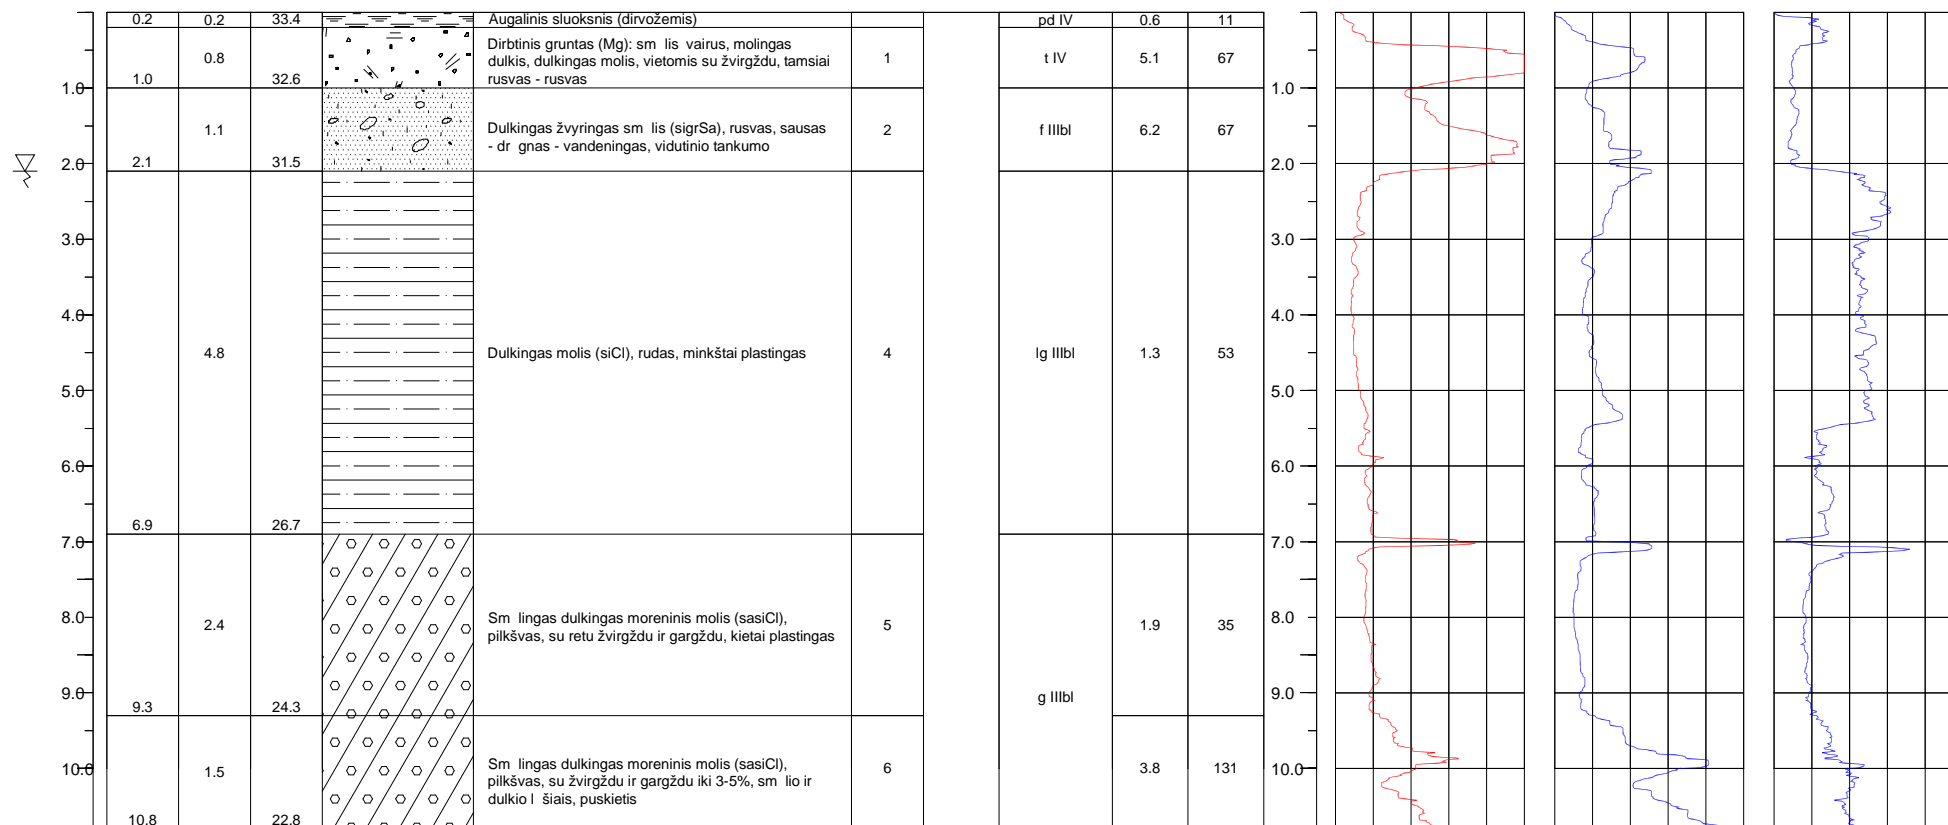 0.2 0.2 33.4 Augalinis sluoksnis (dirvožemis) pd IV 0.6 11
0.8 Dirbtinis gruntas (Mg): sm lis vairus, molingas
dulkis, dulkingas molis, vietomis su žvirgždu, tamsiai
rusvas - rusvas
1 t IV 5.1 67
1.0 32.6
1.0 1.0
1.1 Dulkingas žvyringas sm lis (sigrSa), rusvas, sausas
- dr gnas - vandeningas, vidutinio tankumo
2 f IIIbl 6.2 67
2.1 31.5
2.0 2.0
3.0 3.0
4.0 4.0
4.8 Dulkingas molis (siCl), rudas, minkštai plastingas 4 lg IIIbl 1.3 53
5.0 5.0
6.0 6.0
6.9 26.7
7.0 7.0
8.0 8.0
2.4 Sm lingas dulkingas moreninis molis (sasiCl),
pilkšvas, su retu žvirgždu ir gargždu, kietai plastingas
5 1.9 35
9.0 9.0
9.3 24.3
g IIIbl
10.0 10.0
1.5 Sm lingas dulkingas moreninis molis (sasiCl),
pilkšvas, su žvirgždu ir gargždu iki 3-5%, sm lio ir
dulkio l šiais, puskietis
6 3.8 131
10.8 22.8